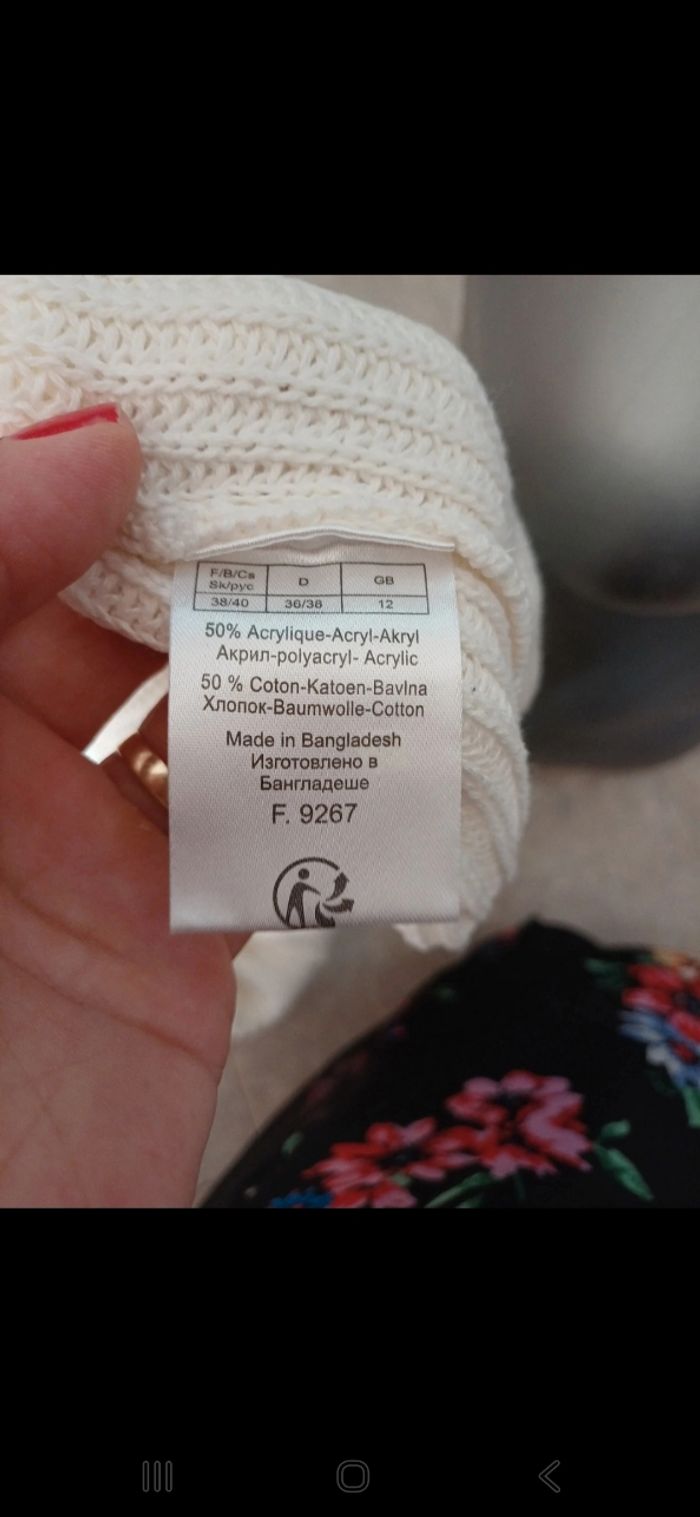 F/B/Cs D GB
Sk/рус
38/40 36/38 12
50% Acrylique-Acryl-Akryl
Акрил-polyacryl- Acrylic
50 % Coton-Katoen-Bavlna
Хлопок-Baumwolle-Cotton
Made in Bangladesh
Изготовлено в
Бангладеше
F. 9267